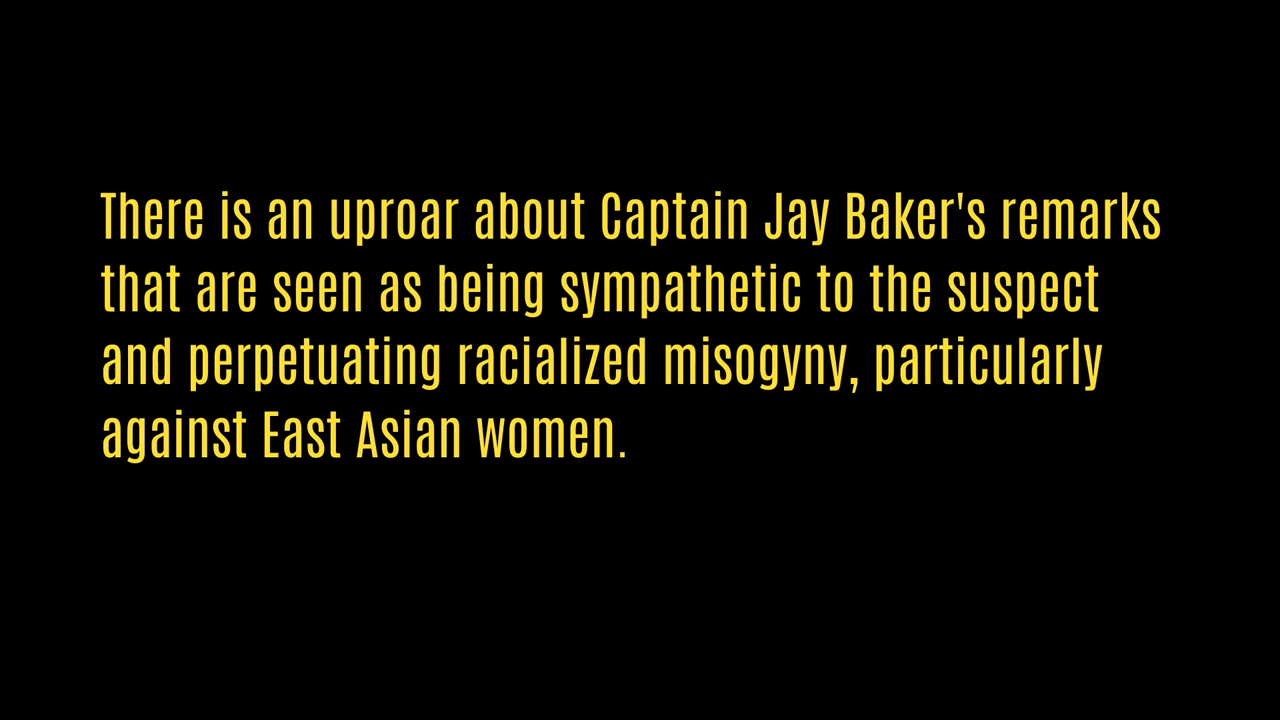 There is an uproar about Captain Jay Baker's remarks
that are seen as being sympathetic to the suspect
and perpetuating racialized misogyny, particularly
against East Asian women.